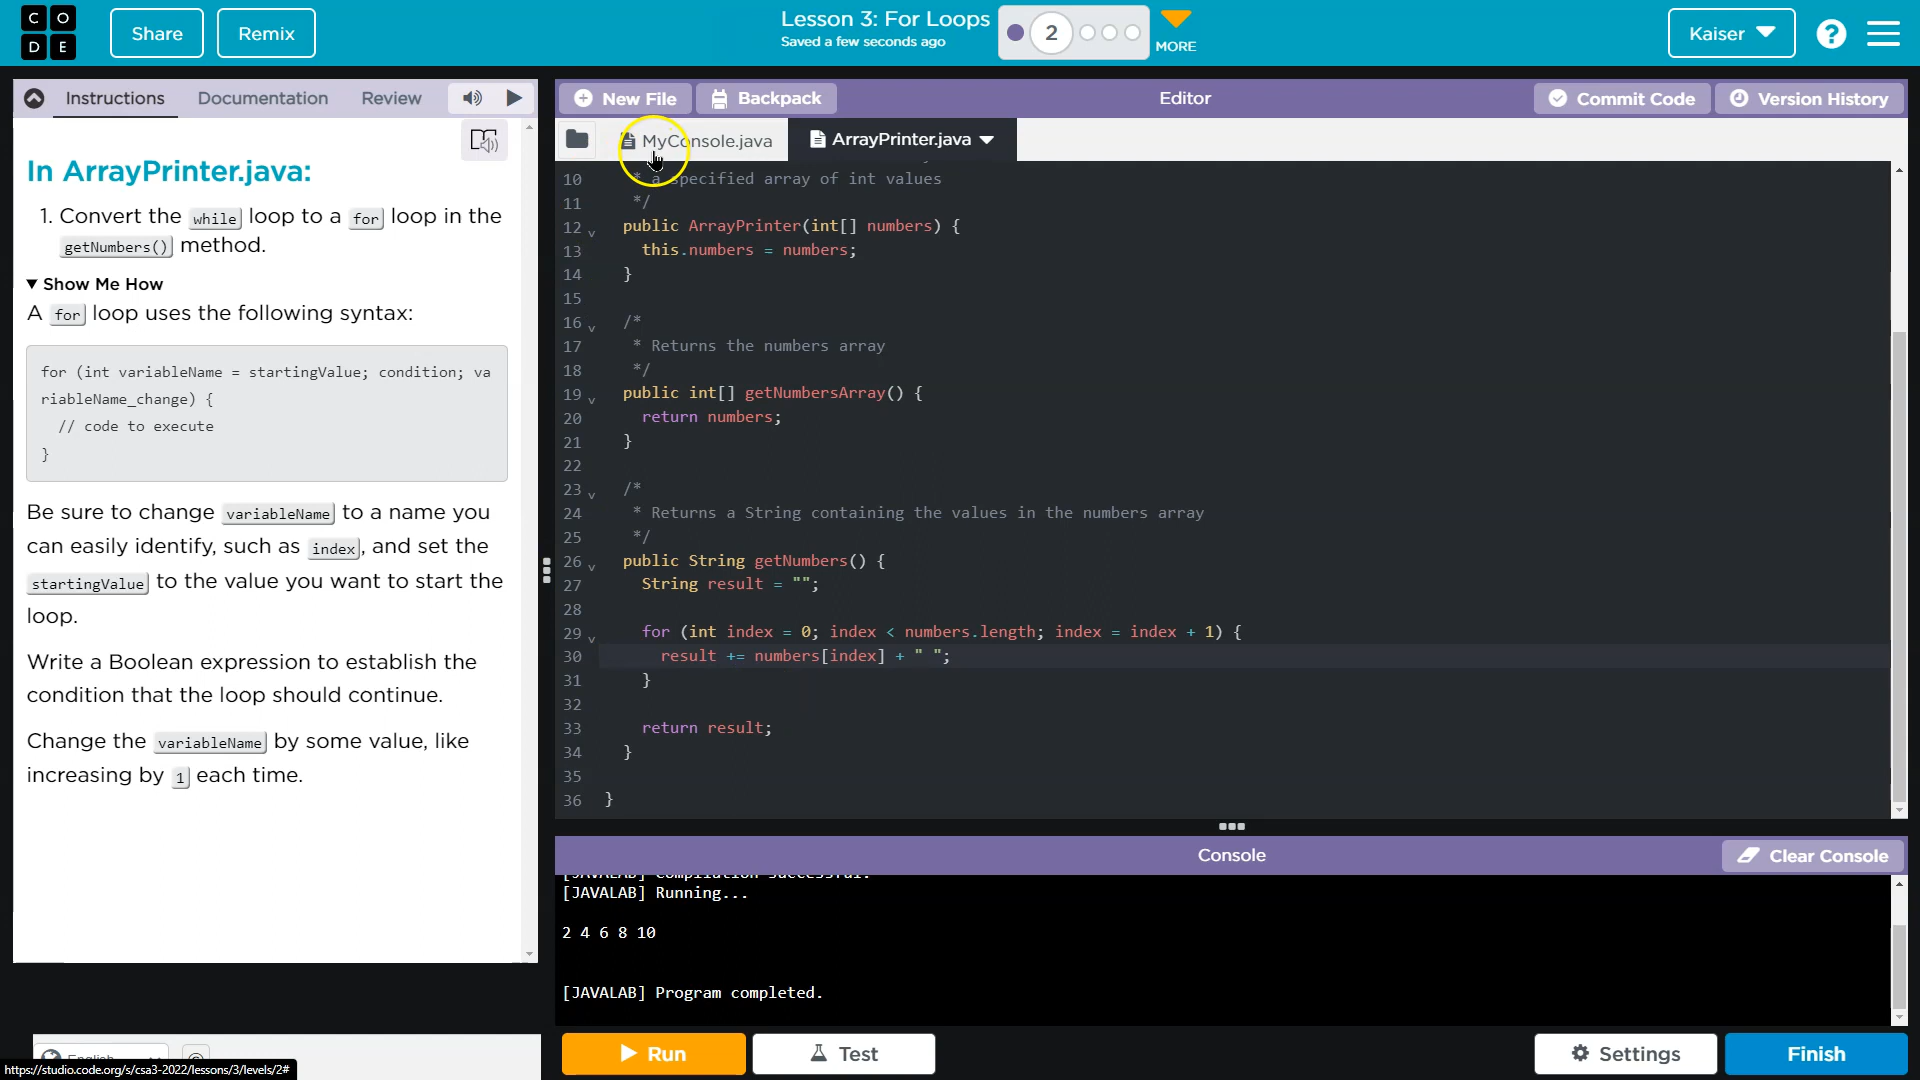 C O
D E
Share
Remix
Lesson 3: For Loops
Saved a few seconds ago
2
MORE
Kaiser
?
Instructions
Documentation
Review
In ArrayPrinter.java:
1. Convert the while loop to a for loop in the
getNumbers() method.
▼ Show Me How
A for loop uses the following syntax:
for (int variableName = startingValue; condition; va
riableName_change) {
// code to execute
}
Be sure to change variableName to a name you
can easily identify, such as index, and set the
startingValue to the value you want to start the
loop.
Write a Boolean expression to establish the
condition that the loop should continue.
Change the variableName by some value, like
increasing by 1 each time.
English
https://studio.code.org/s/csa3-2022/lessons/3/levels/2#
New File
Backpack
Editor
Commit Code
Version History
MyConsole.java
ArrayPrinter.java
10 * a specified array of int values
11 */
12 public ArrayPrinter(int[] numbers) {
13 this.numbers = numbers;
14 }
15
16 /*
17 * Returns the numbers array
18 */
19 public int[] getNumbersArray() {
20 return numbers;
21 }
22
23 /*
24 * Returns a String containing the values in the numbers array
25 */
26 public String getNumbers() {
27 String result = "";
28
29 for (int index = 0; index < numbers.length; index = index + 1) {
30 result += numbers[index] + " ";
31 }
32
33 return result;
34 }
35
36 }
Console
Clear Console
[JAVALAB] Compilation successful.
[JAVALAB] Running...
2 4 6 8 10
[JAVALAB] Program completed.
Run
Test
Settings
Finish